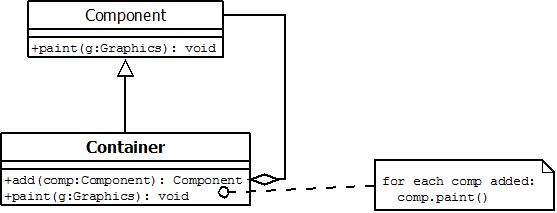 Component
+paint(g:Graphics): void
Container
+add(comp:Component): Component
+paint(g:Graphics): void
for each comp added:
comp.paint()